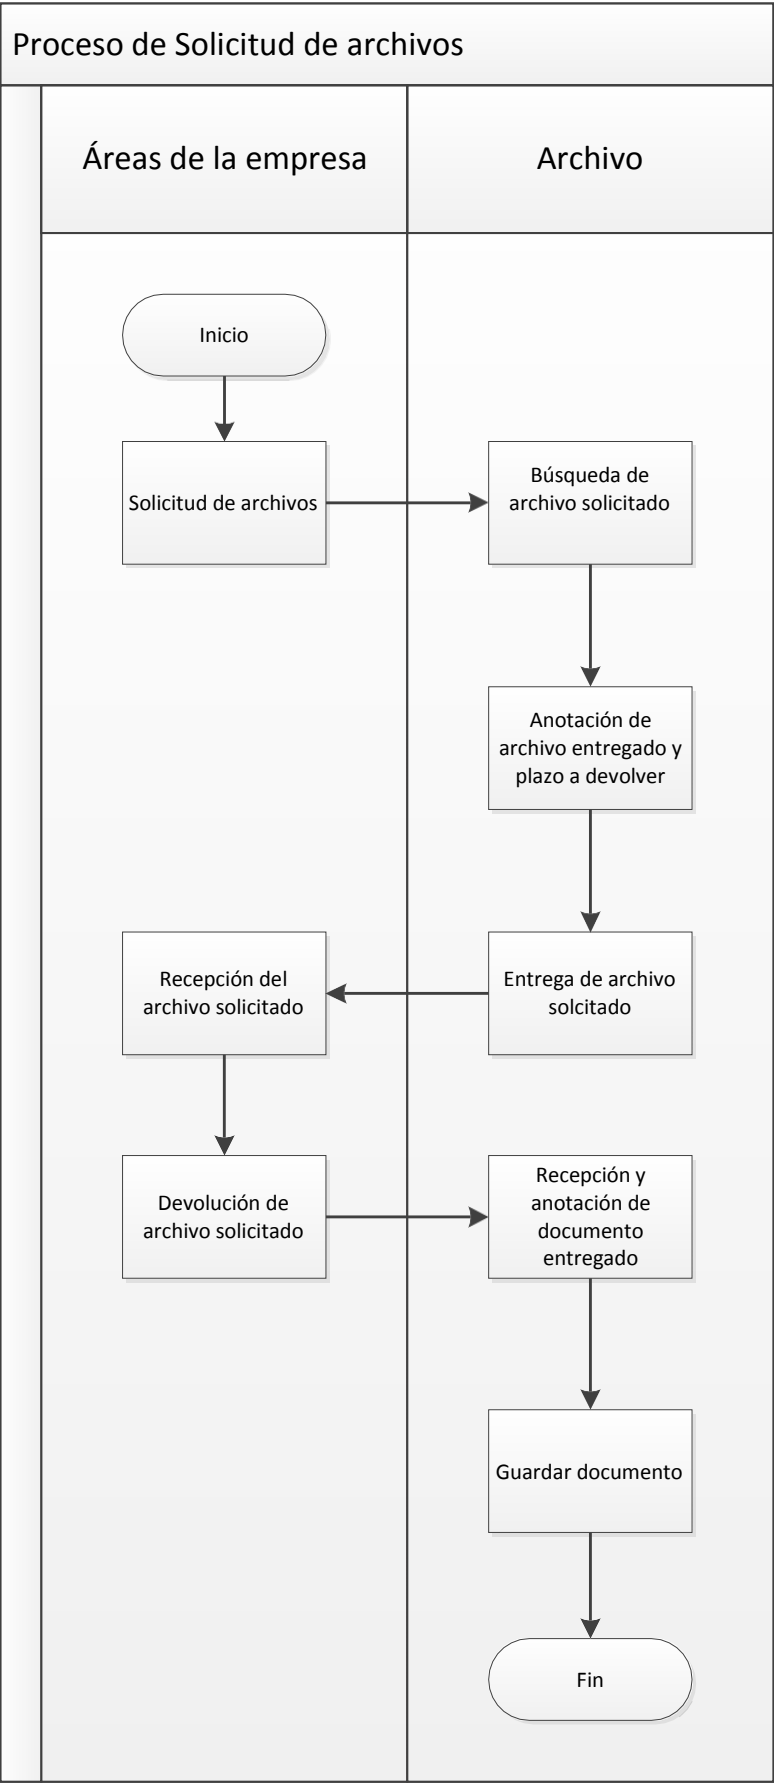 Proceso de Solicitud de archivos
Áreas de la empresa
Archivo
Inicio
Solicitud de archivos
Búsqueda de
archivo solicitado
Anotación de
archivo entregado y
plazo a devolver
Entrega de archivo
solcitado
Recepción del
archivo solicitado
Devolución de
archivo solicitado
Recepción y
anotación de
documento
entregado
Guardar documento
Fin